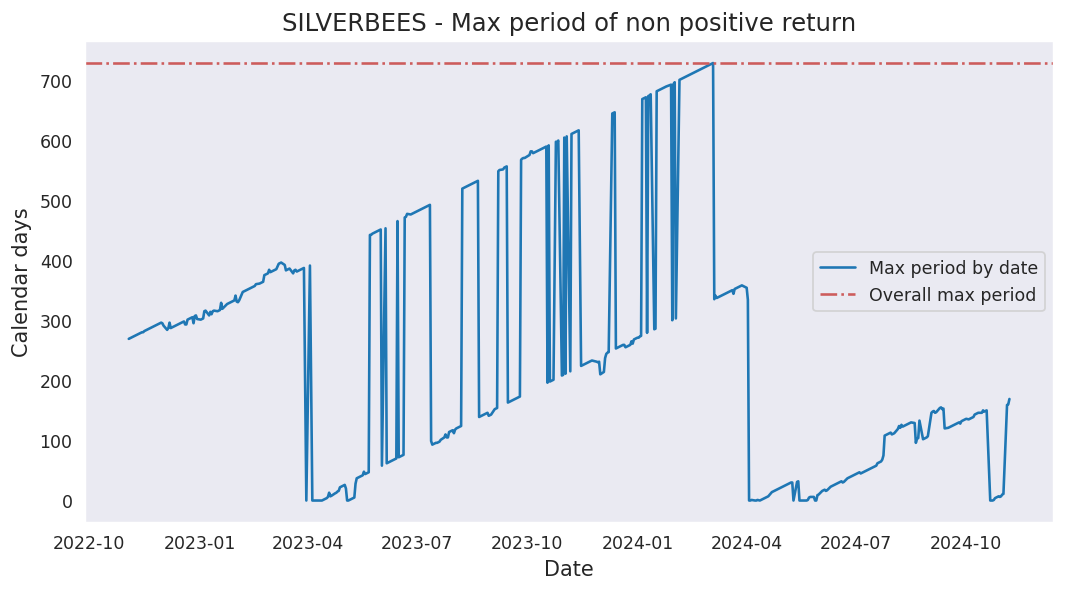 SILVERBEES - Max period of non positive return
Calendar days
700
600
500
400
300
200
100
0
Max period by date
Overall max period
2022-10 2023-01 2023-04 2023-07 2023-10 2024-01 2024-04 2024-07 2024-10
Date